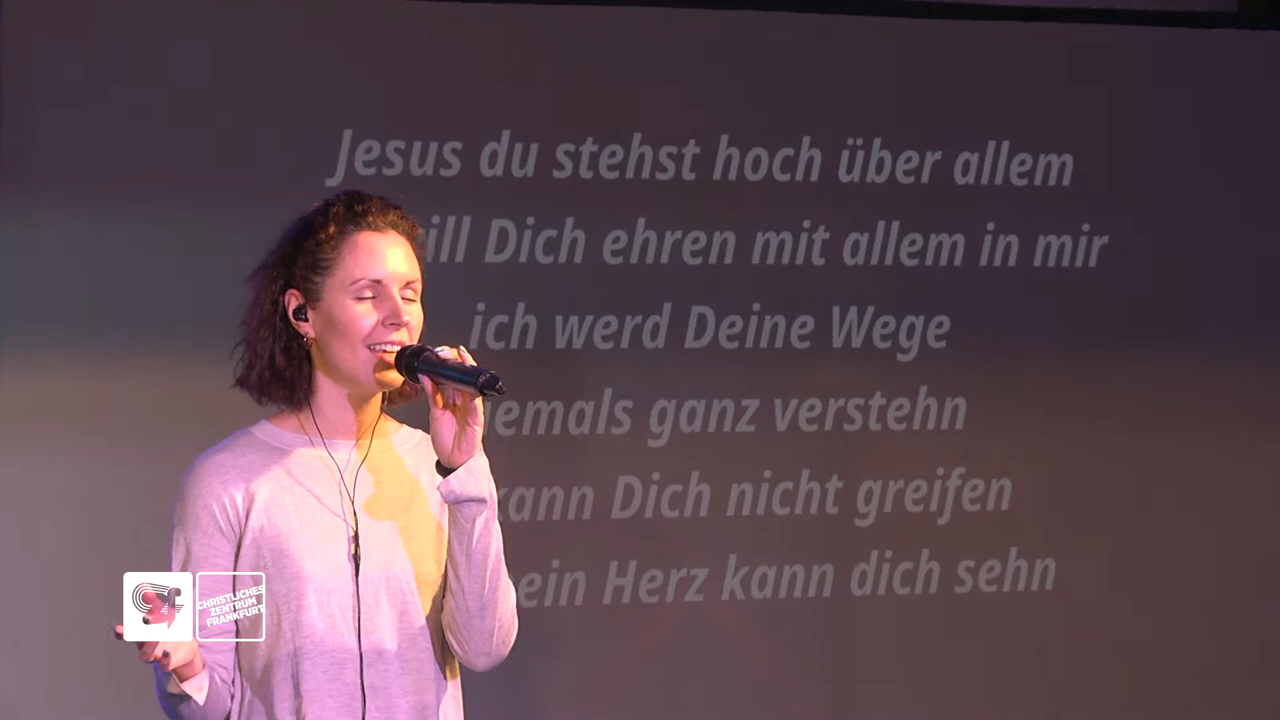 Jesus du stehst hoch über allem
Dich ehren mit allem in mir
ich werd Deine Wege
ganz verstehn
kann Dich nicht greifen
Herz kann dich sehn
CHRISTLICHES
ZENTRUM
FRANKFURT